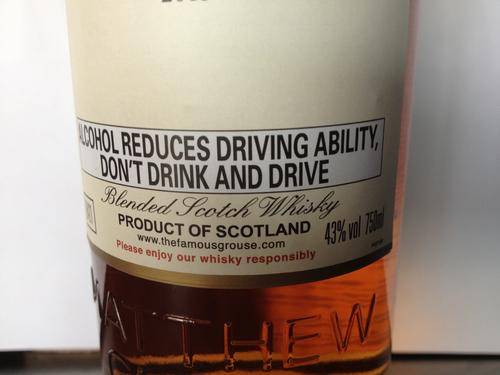 ALCOHOL REDUCES DRIVING ABILITY,
DON'T DRINK AND DRIVE
Blended Scotch Whisky
PRODUCT OF SCOTLAND
43% vol 750ml
www.thefamousgrouse.com
Please enjoy our whisky responsibly
MATTHEW